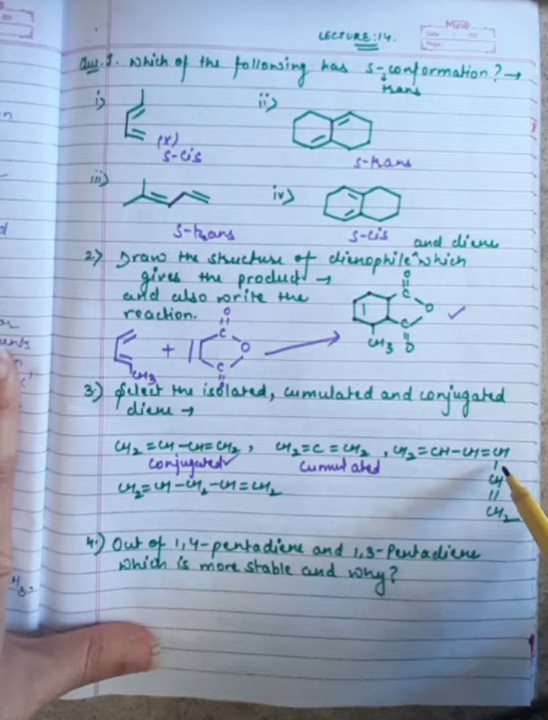 Mino
Date
Page
LECTURE:14.
Que.1. which of the following has s-conformation? →
trans
i)
ii)
(x)
s-cis
s-trans
iii)
iv)
s-trans
s-cis
2) Draw the structure of dienophile and diene which
gives the product →
and also write the
reaction.
O
C
O
C
O
CH3
O
C
+
O
C
O
CH3
3) Select the isolated, cumulated and conjugated
diene →
CH2=CH-CH=CH2, CH2=C=CH2, CH2=CH-CH=CH
conjugated
cumulated
CH
CH2
CH2=CH-CH2-CH=CH2
4) Out of 1,4-pentadiene and 1,3-Pentadiene
which is more stable and why?